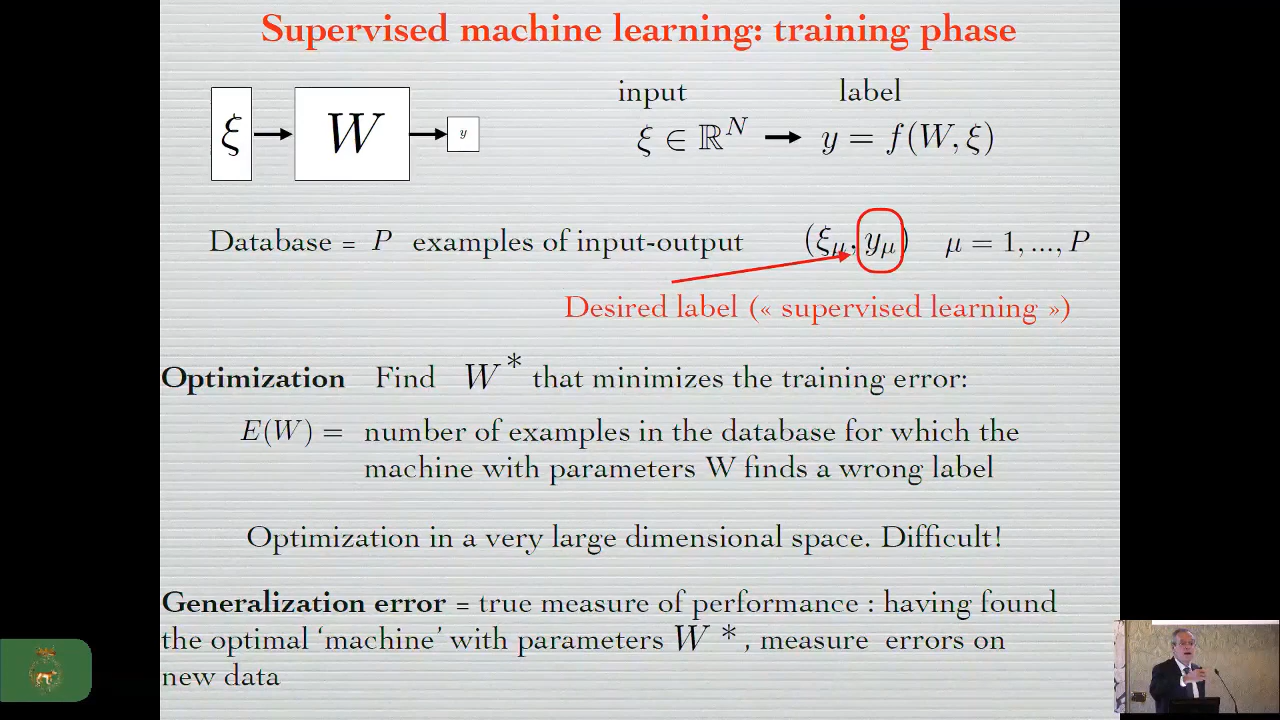 Supervised machine learning: training phase
input label
ξ W y ξ ∈ ℝ^N y = f(W, ξ)
Database = P examples of input-output (ξ_μ, y_μ) μ = 1, ..., P
Desired label (« supervised learning »)
Optimization Find W* that minimizes the training error:
E(W) = number of examples in the database for which the
machine with parameters W finds a wrong label
Optimization in a very large dimensional space. Difficult!
Generalization error = true measure of performance : having found
the optimal ‘machine’ with parameters W* , measure errors on
new data